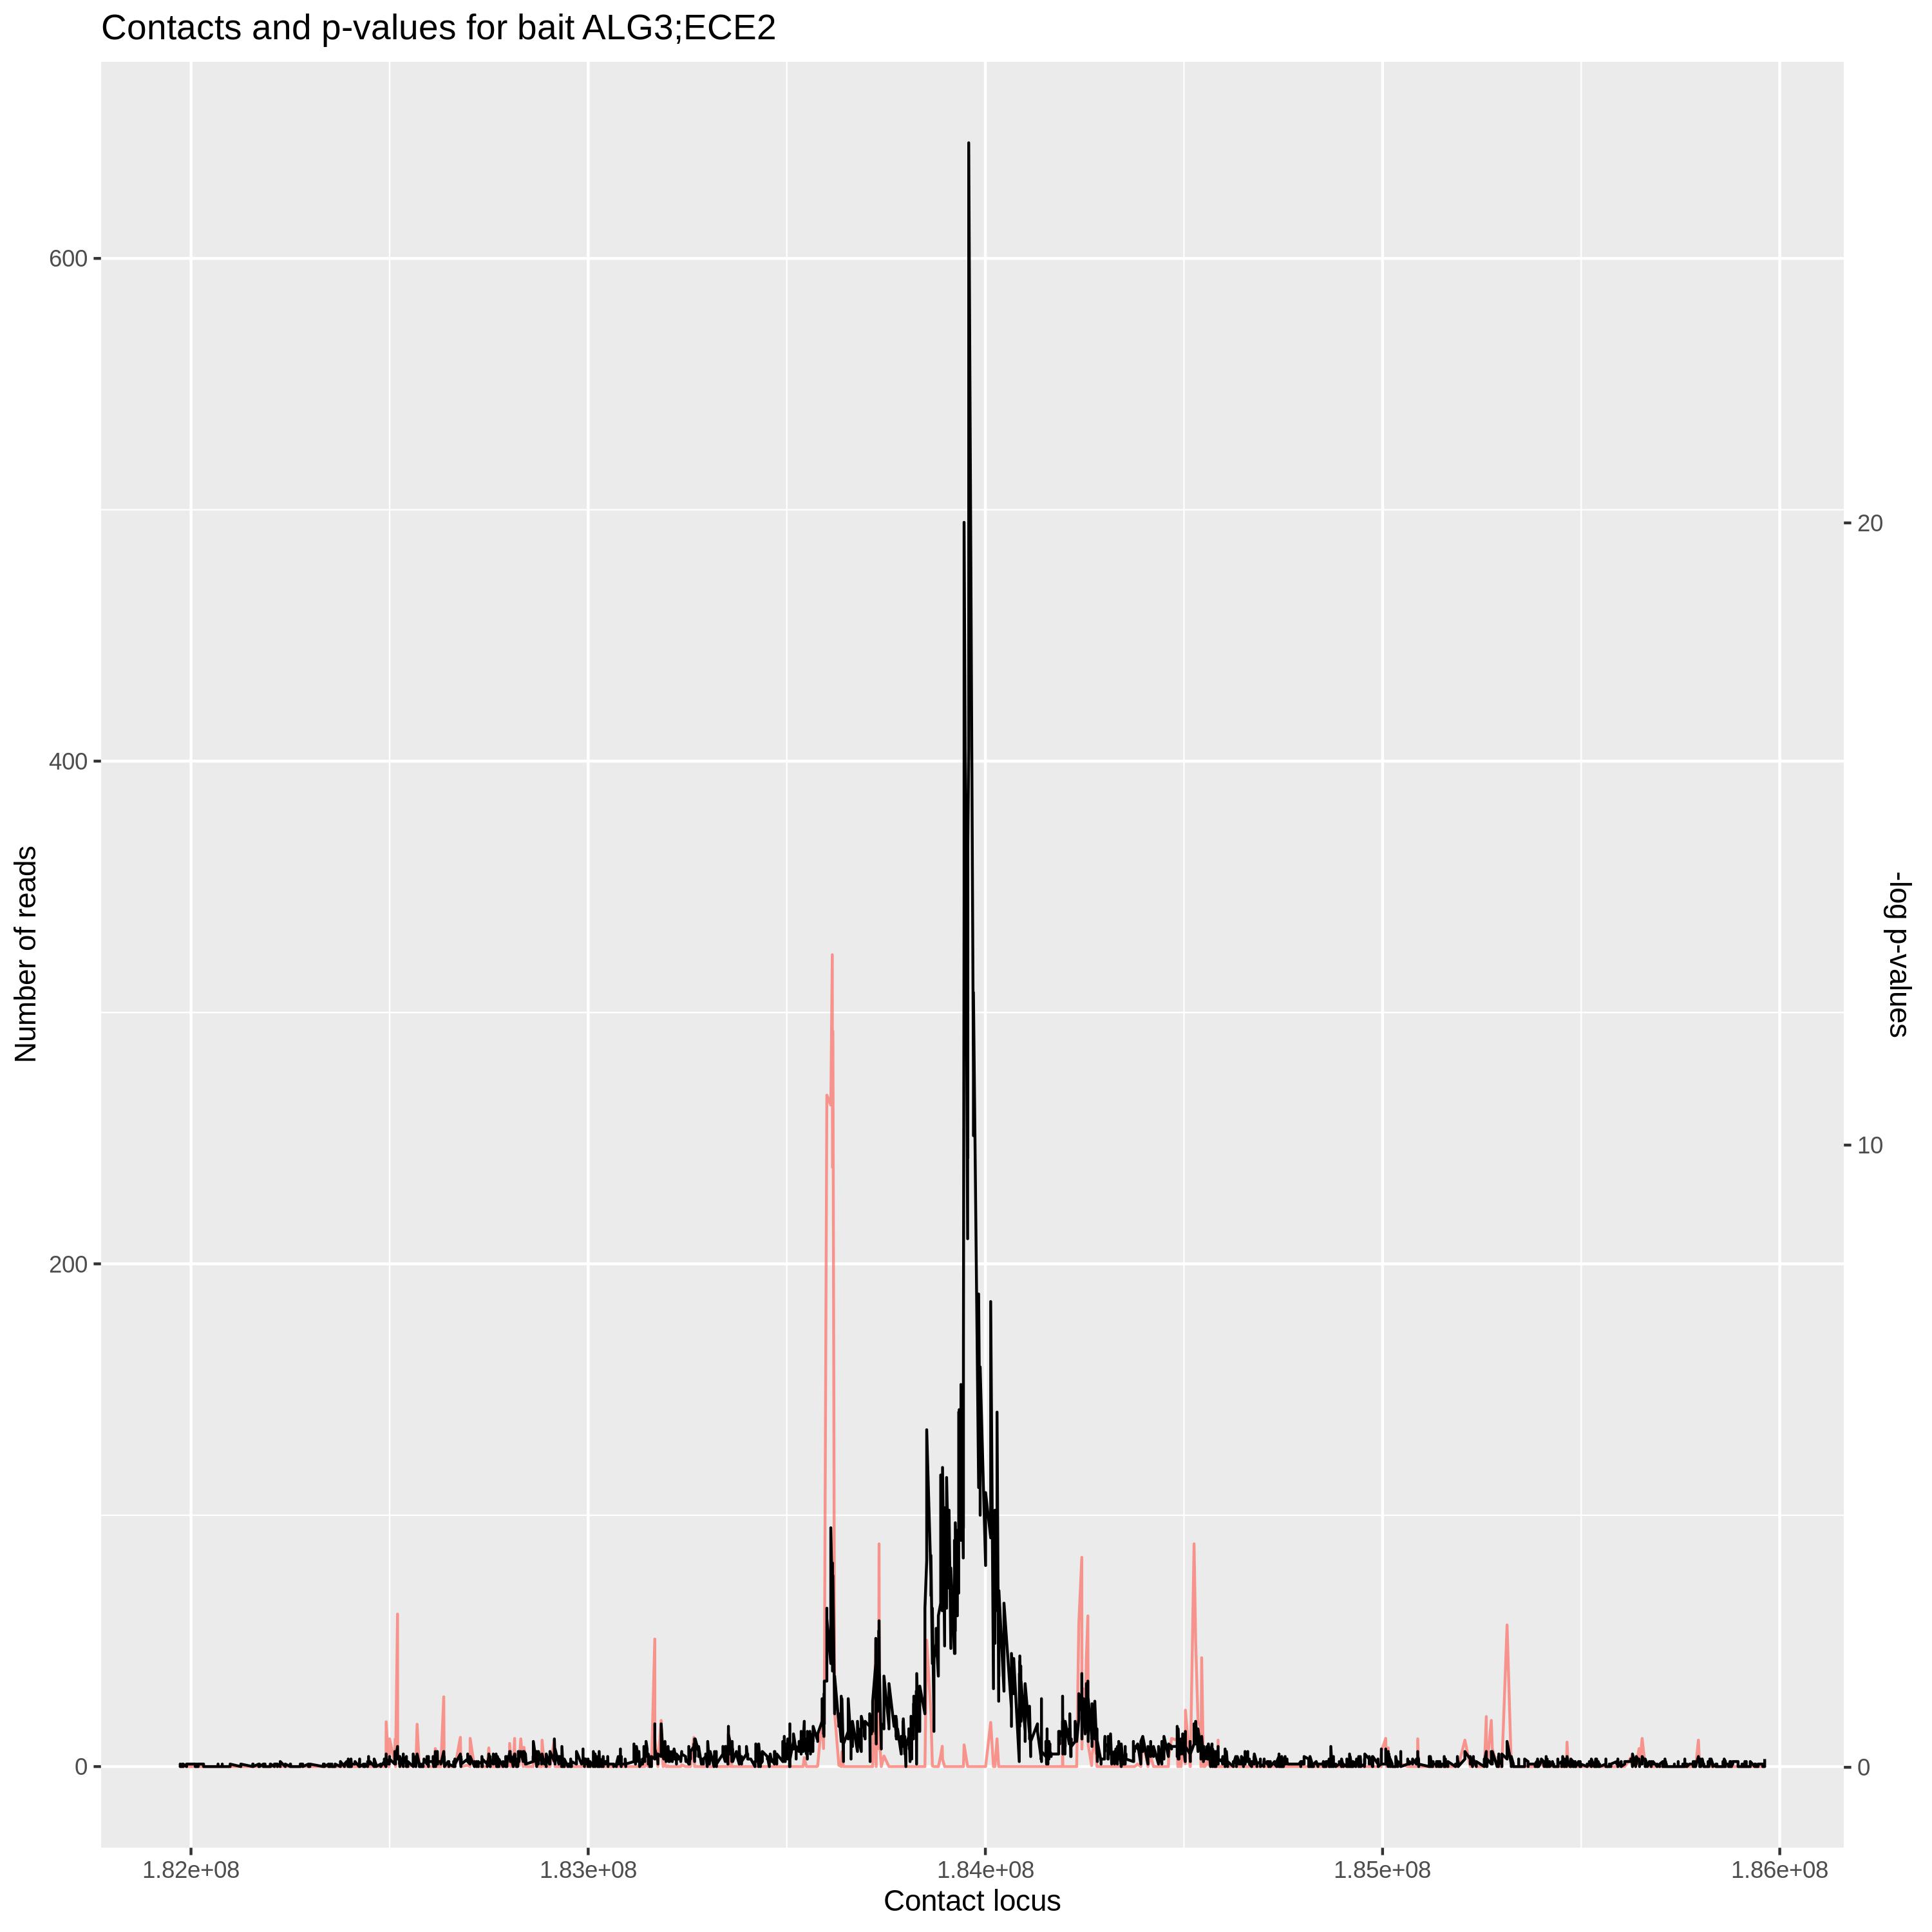 Contacts and p-values for bait ALG3;ECE2
600
400
200
0
Number of reads
20
10
0
-log p-values
1.82e+08
1.83e+08
1.84e+08
1.85e+08
1.86e+08
Contact locus